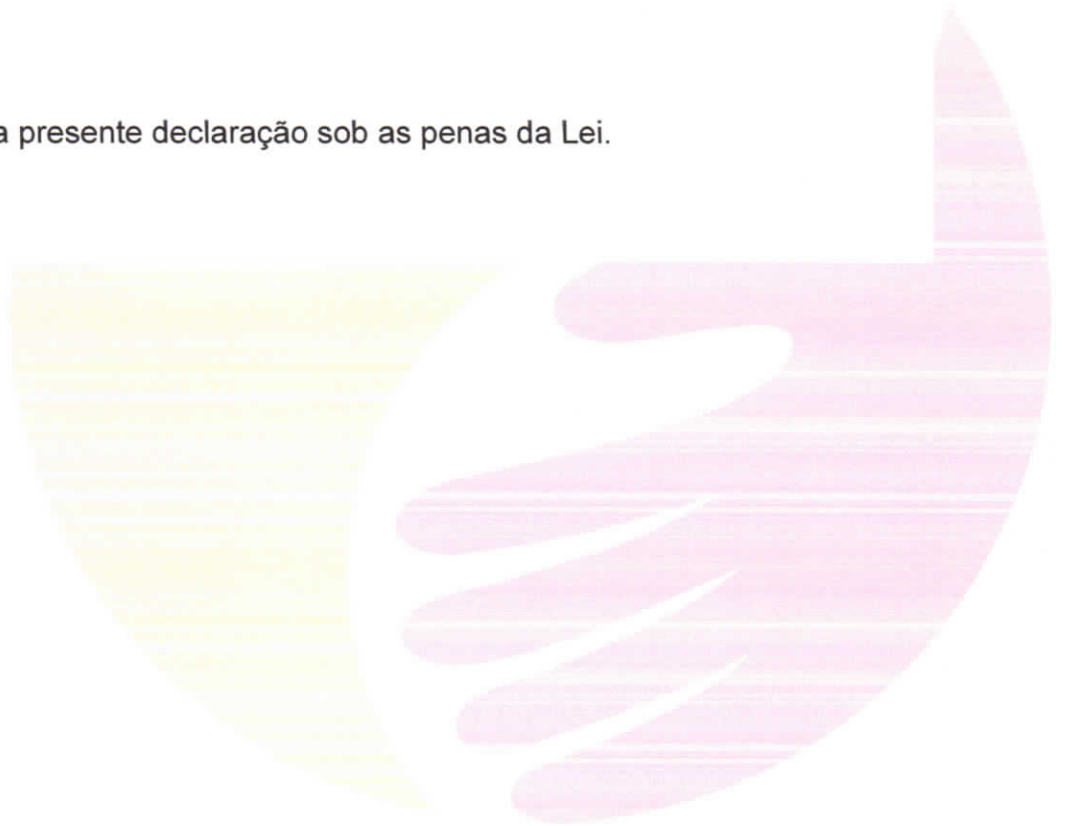 a presente declaração sob as penas da Lei.